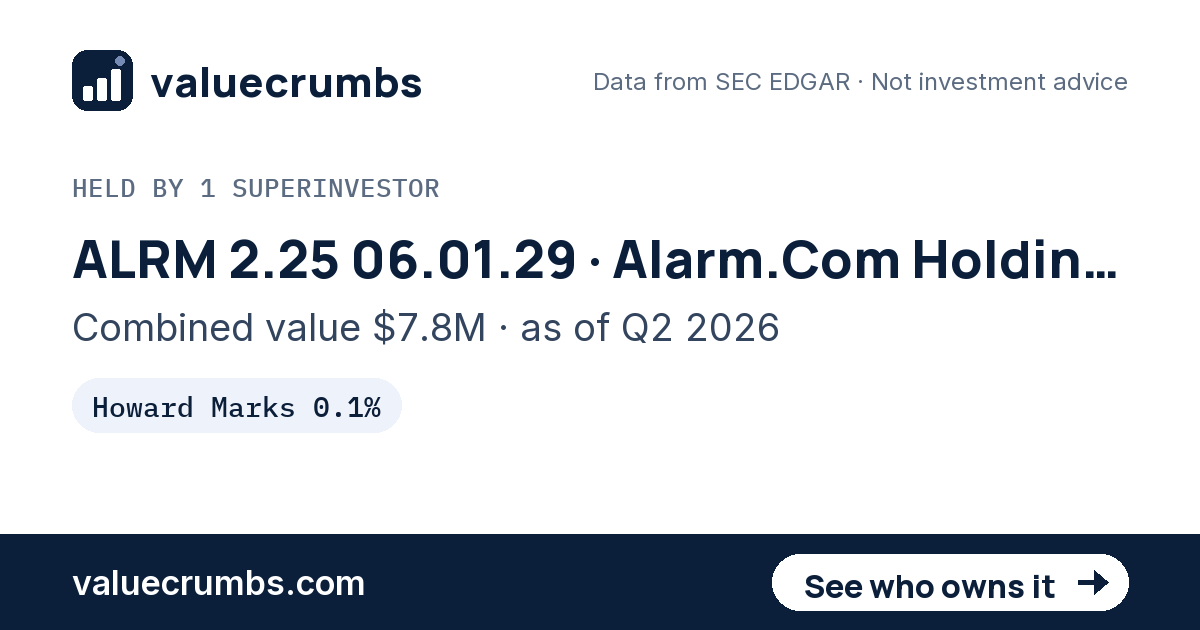 valuecrumbs
Data from SEC EDGAR · Not investment advice
HELD BY 1 SUPERINVESTOR
ALRM 2.25 06.01.29 · Alarm.Com Holdin…
Combined value $7.8M · as of Q2 2026
Howard Marks 0.1%
valuecrumbs.com
See who owns it →